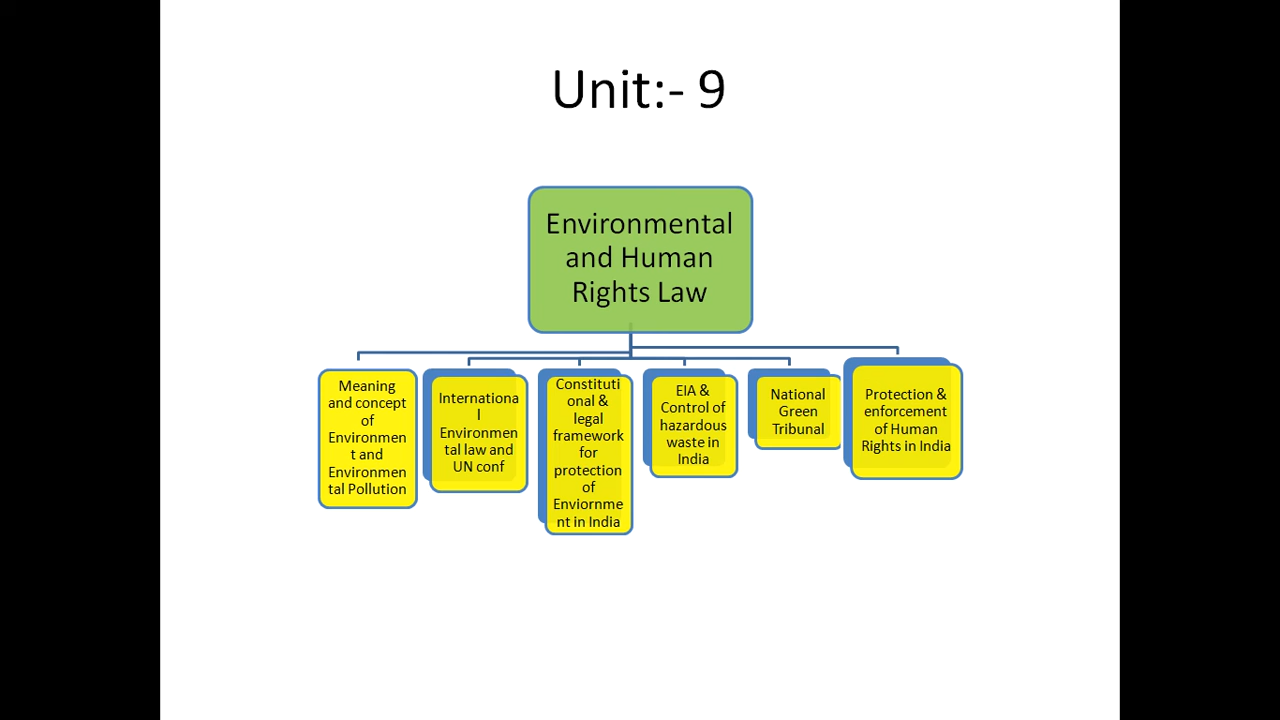 Unit:- 9
Environmental
and Human
Rights Law
Meaning
and concept
of
Environmen
t and
Environmen
tal Pollution
Internationa
l
Environmen
tal law and
UN conf
Constituti
onal &
legal
framework
for
protection
of
Enviornme
nt in India
EIA &
Control of
hazardous
waste in
India
National
Green
Tribunal
Protection &
enforcement
of Human
Rights in India